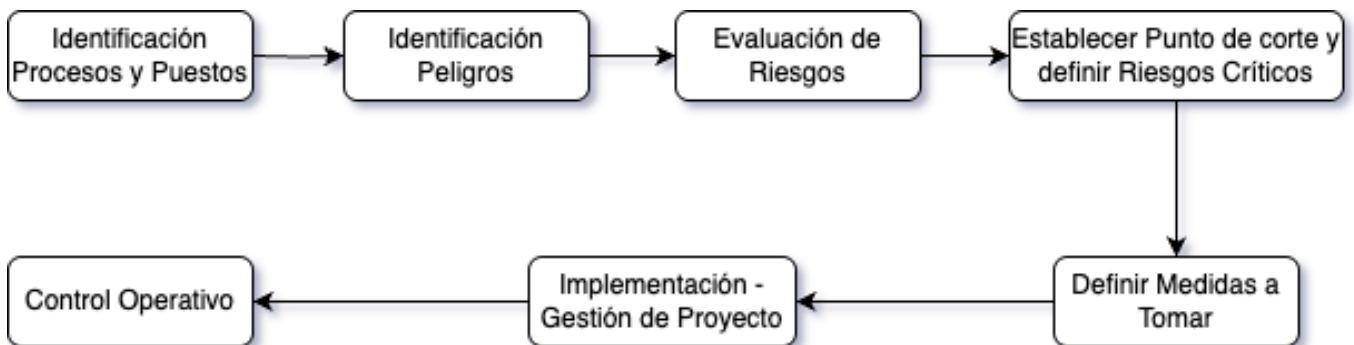 Identificación
Procesos y Puestos
Identificación
Peligros
Evaluación de
Riesgos
Establecer Punto de corte y
definir Riesgos Críticos
Definir Medidas a
Tomar
Implementación -
Gestión de Proyecto
Control Operativo